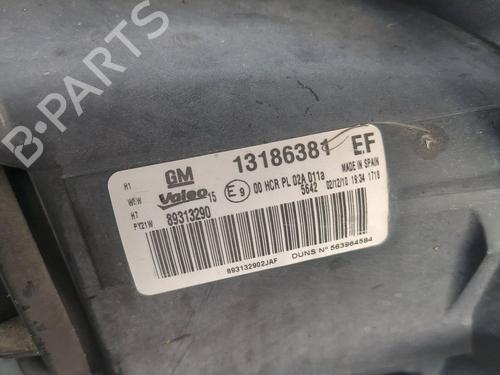 B-PARTS
H1
W5W
H7
PY21W
GM
Valeo 15
89313290
13186381 EF
E9 00 HCR PL 02A 011a
MADE IN SPAIN
5642 02/12/10 19:34 1718
893132902JAF
DUNS N° 563964584